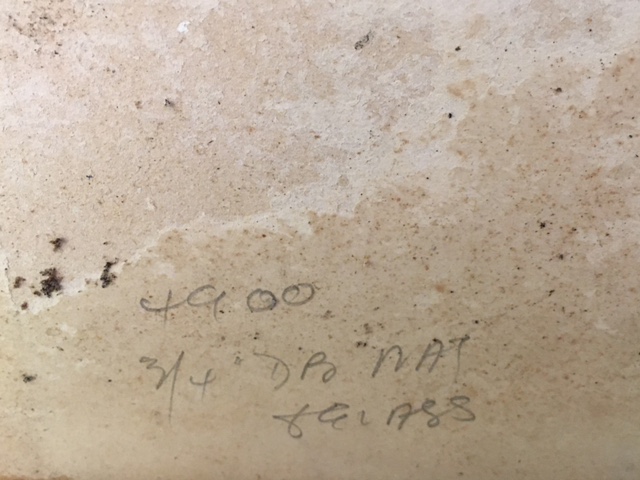 49.00
3/4 DB MAT
& GLASS